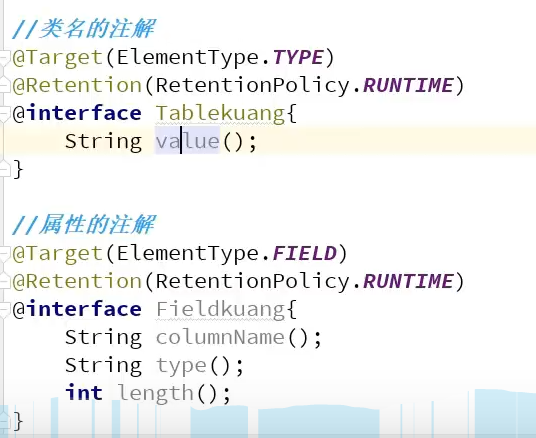 //类名的注解
@Target(ElementType.TYPE)
@Retention(RetentionPolicy.RUNTIME)
@interface Tablekuang{
String value();
}
//属性的注解
@Target(ElementType.FIELD)
@Retention(RetentionPolicy.RUNTIME)
@interface Fieldkuang{
String columnName();
String type();
int length();
}